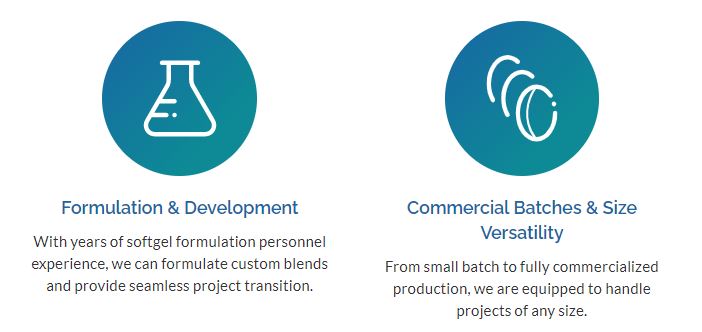 Formulation & Development
With years of softgel formulation personnel
experience, we can formulate custom blends
and provide seamless project transition.
Commercial Batches & Size
Versatility
From small batch to fully commercialized
production, we are equipped to handle
projects of any size.